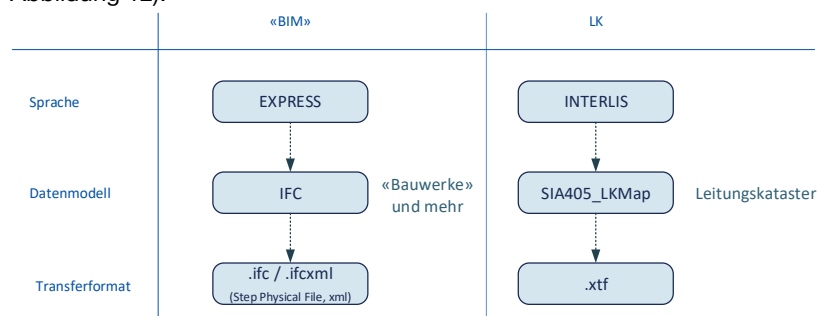 Abbildung 12).
«BIM»
LK
Sprache
EXPRESS
INTERLIS
Datenmodell
IFC
«Bauwerke»
und mehr
SIA405_LKMap
Leitungskataster
Transferformat
.ifc / .ifcxml
(Step Physical File, xml)
.xtf